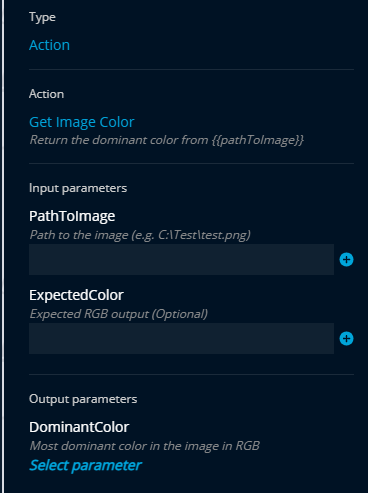 Type
Action
Action
Get Image Color
Return the dominant color from {{pathToImage}}
Input parameters
PathToImage
Path to the image (e.g. C:\Test\test.png)
ExpectedColor
Expected RGB output (Optional)
Output parameters
DominantColor
Most dominant color in the image in RGB
Select parameter